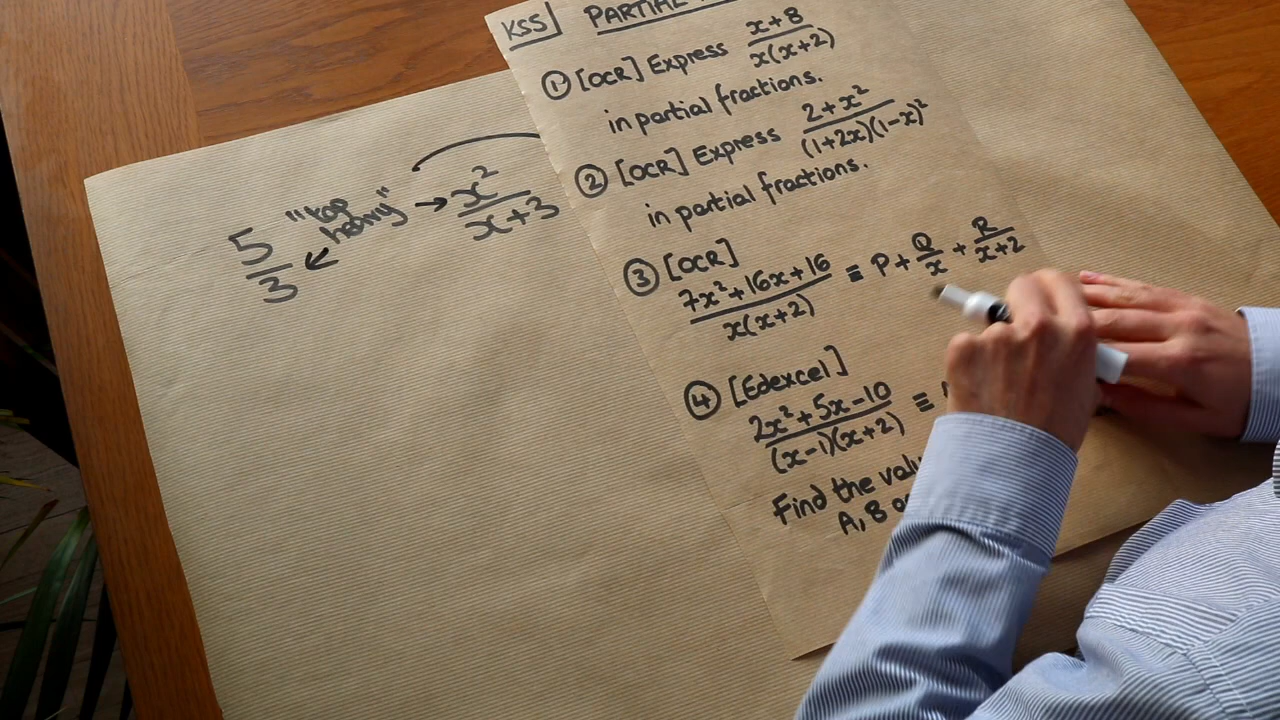 5/3
"top heavy"
x²/(x+3)
KS5
PARTIAL
① [OCR] Express (x+8)/(x(x+2))
in partial fractions.
② [OCR] Express (2+x²)/((1+2x)(1-x)²)
in partial fractions.
③ [OCR]
(7x²+16x+16)/(x(x+2)) ≡ P + Q/x + R/(x+2)
④ [Edexcel]
(2x²+5x-10)/((x-1)(x+2)) ≡
Find the
A, B